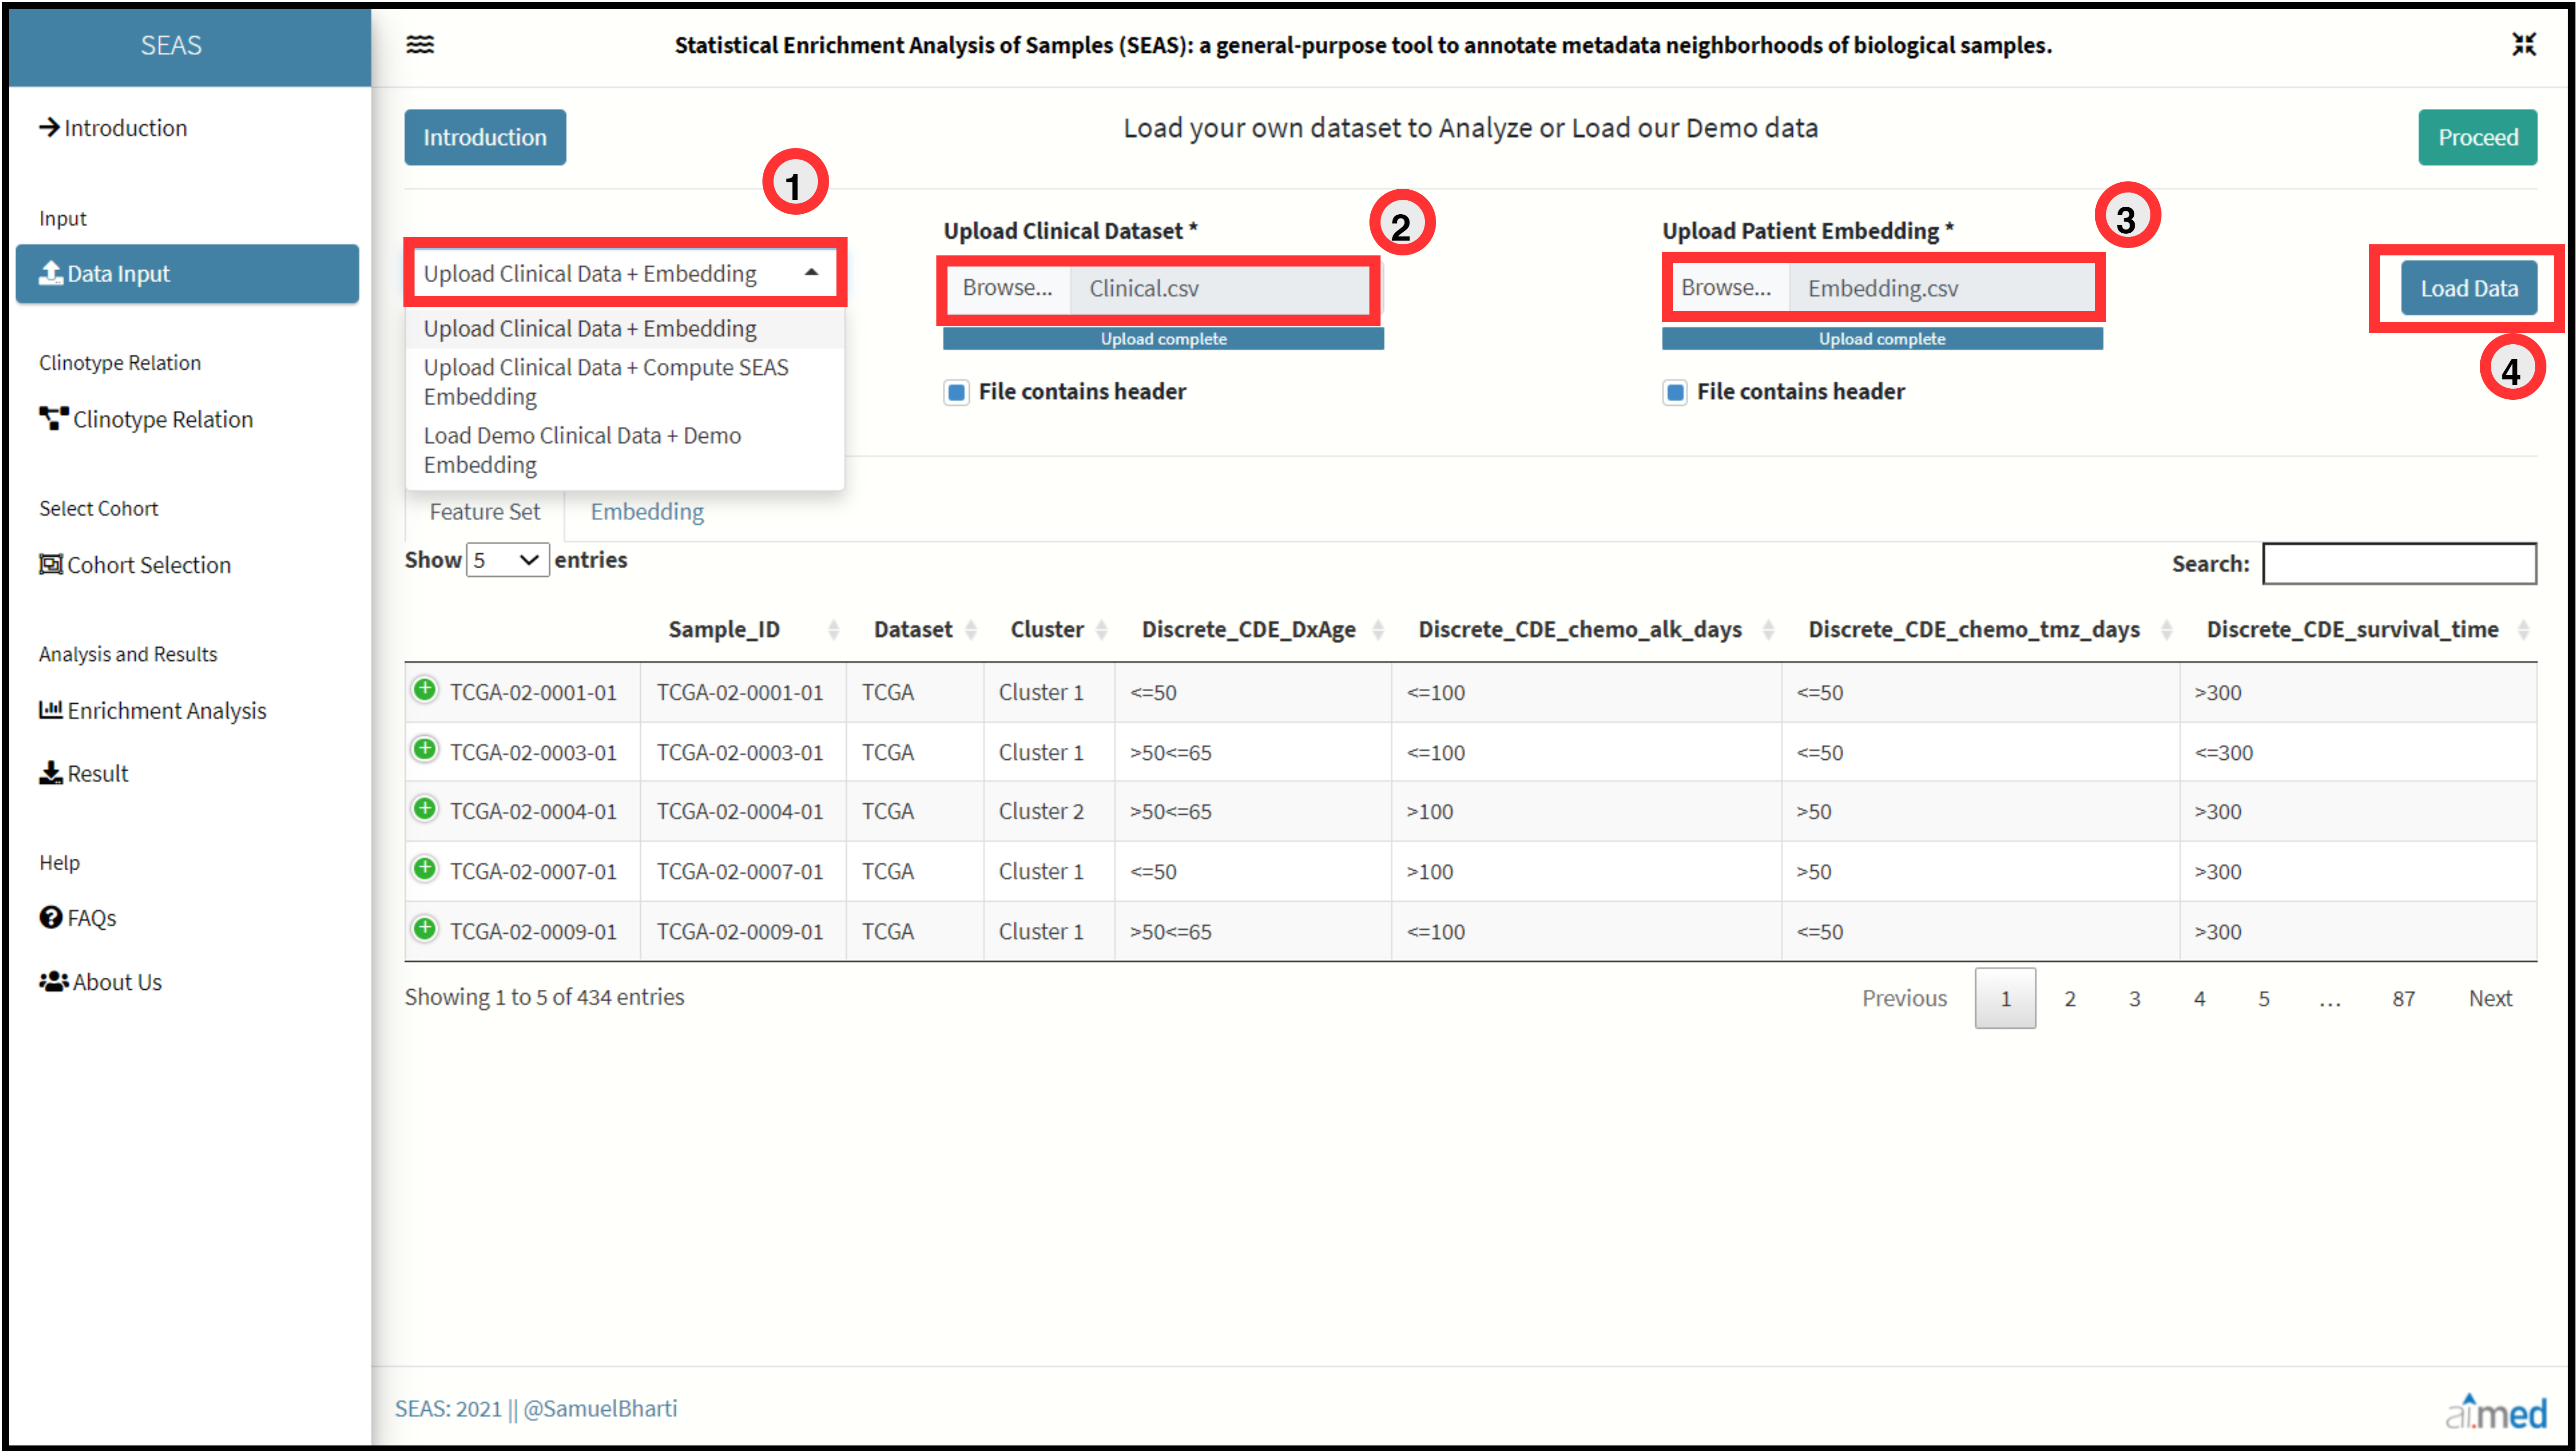 SEAS
Statistical Enrichment Analysis of Samples (SEAS): a general-purpose tool to annotate metadata neighborhoods of biological samples.
Introduction
Input
Data Input
Clinotype Relation
Clinotype Relation
Select Cohort
Cohort Selection
Analysis and Results
Enrichment Analysis
Result
Help
FAQs
About Us
Introduction
Load your own dataset to Analyze or Load our Demo data
Proceed
1
Upload Clinical Data + Embedding
Upload Clinical Data + Embedding
Upload Clinical Data + Compute SEAS
Embedding
Load Demo Clinical Data + Demo
Embedding
2
Upload Clinical Dataset *
Browse... Clinical.csv
Upload complete
File contains header
3
Upload Patient Embedding *
Browse... Embedding.csv
Upload complete
File contains header
Load Data
4
Feature Set Embedding
Show 5 entries
Search:
Sample_ID Dataset Cluster Discrete_CDE_DxAge Discrete_CDE_chemo_alk_days Discrete_CDE_chemo_tmz_days Discrete_CDE_survival_time
TCGA-02-0001-01 TCGA-02-0001-01 TCGA Cluster 1 <=50 <=100 <=50 >300
TCGA-02-0003-01 TCGA-02-0003-01 TCGA Cluster 1 >50<=65 <=100 <=50 <=300
TCGA-02-0004-01 TCGA-02-0004-01 TCGA Cluster 2 >50<=65 >100 >50 >300
TCGA-02-0007-01 TCGA-02-0007-01 TCGA Cluster 1 <=50 >100 >50 >300
TCGA-02-0009-01 TCGA-02-0009-01 TCGA Cluster 1 >50<=65 <=100 <=50 >300
Showing 1 to 5 of 434 entries
Previous 1 2 3 4 5 ... 87 Next
SEAS: 2021 || @SamuelBharti
ai.med